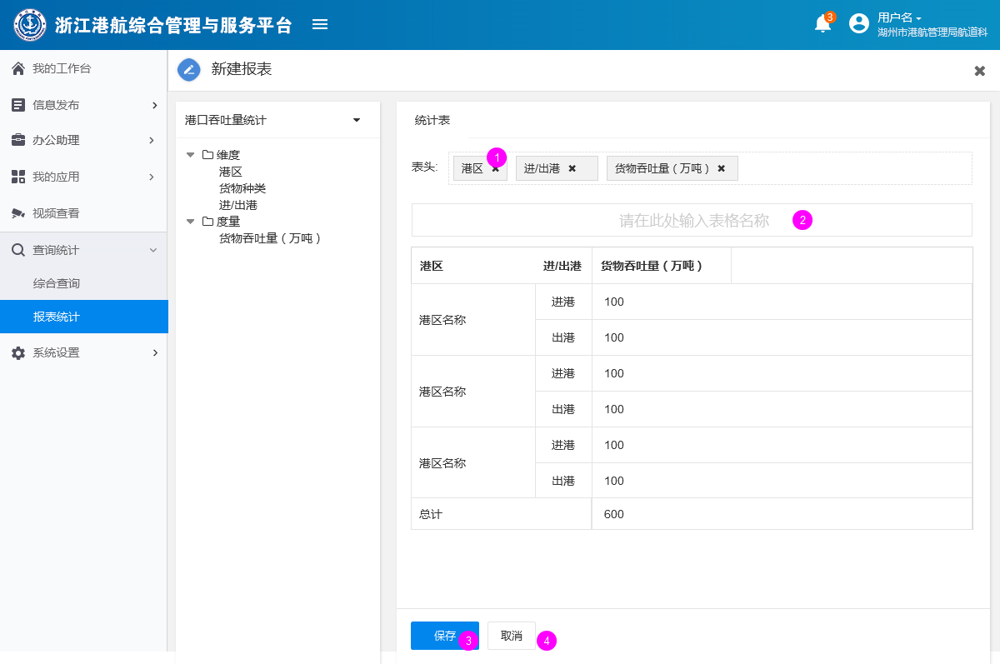 浙江港航综合管理与服务平台
3
用户名
湖州市港航管理局航道科
我的工作台
信息发布
办公助理
我的应用
视频查看
查询统计
综合查询
报表统计
系统设置
新建报表
港口吞吐量统计
维度
港区
货物种类
进/出港
度量
货物吞吐量（万吨）
统计表
表头:
港区 1 进/出港 货物吞吐量（万吨）
请在此处输入表格名称 2
港区 进/出港 货物吞吐量（万吨）
港区名称 进港 100
出港 100
港区名称 进港 100
出港 100
港区名称 进港 100
出港 100
总计 600
保存 3 取消 4